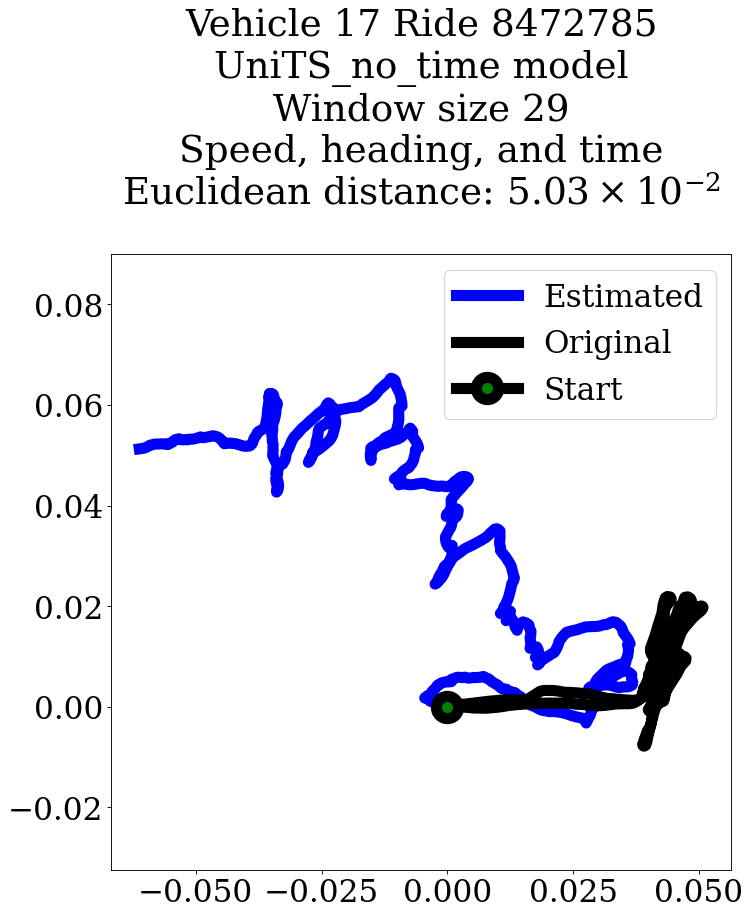 Vehicle 17 Ride 8472785
UniTS_no_time model
Window size 29
Speed, heading, and time
Euclidean distance: 5.03 × 10⁻²
Estimated
Original
Start
0.08
0.06
0.04
0.02
0.00
−0.02
−0.050 −0.025 0.000 0.025 0.050